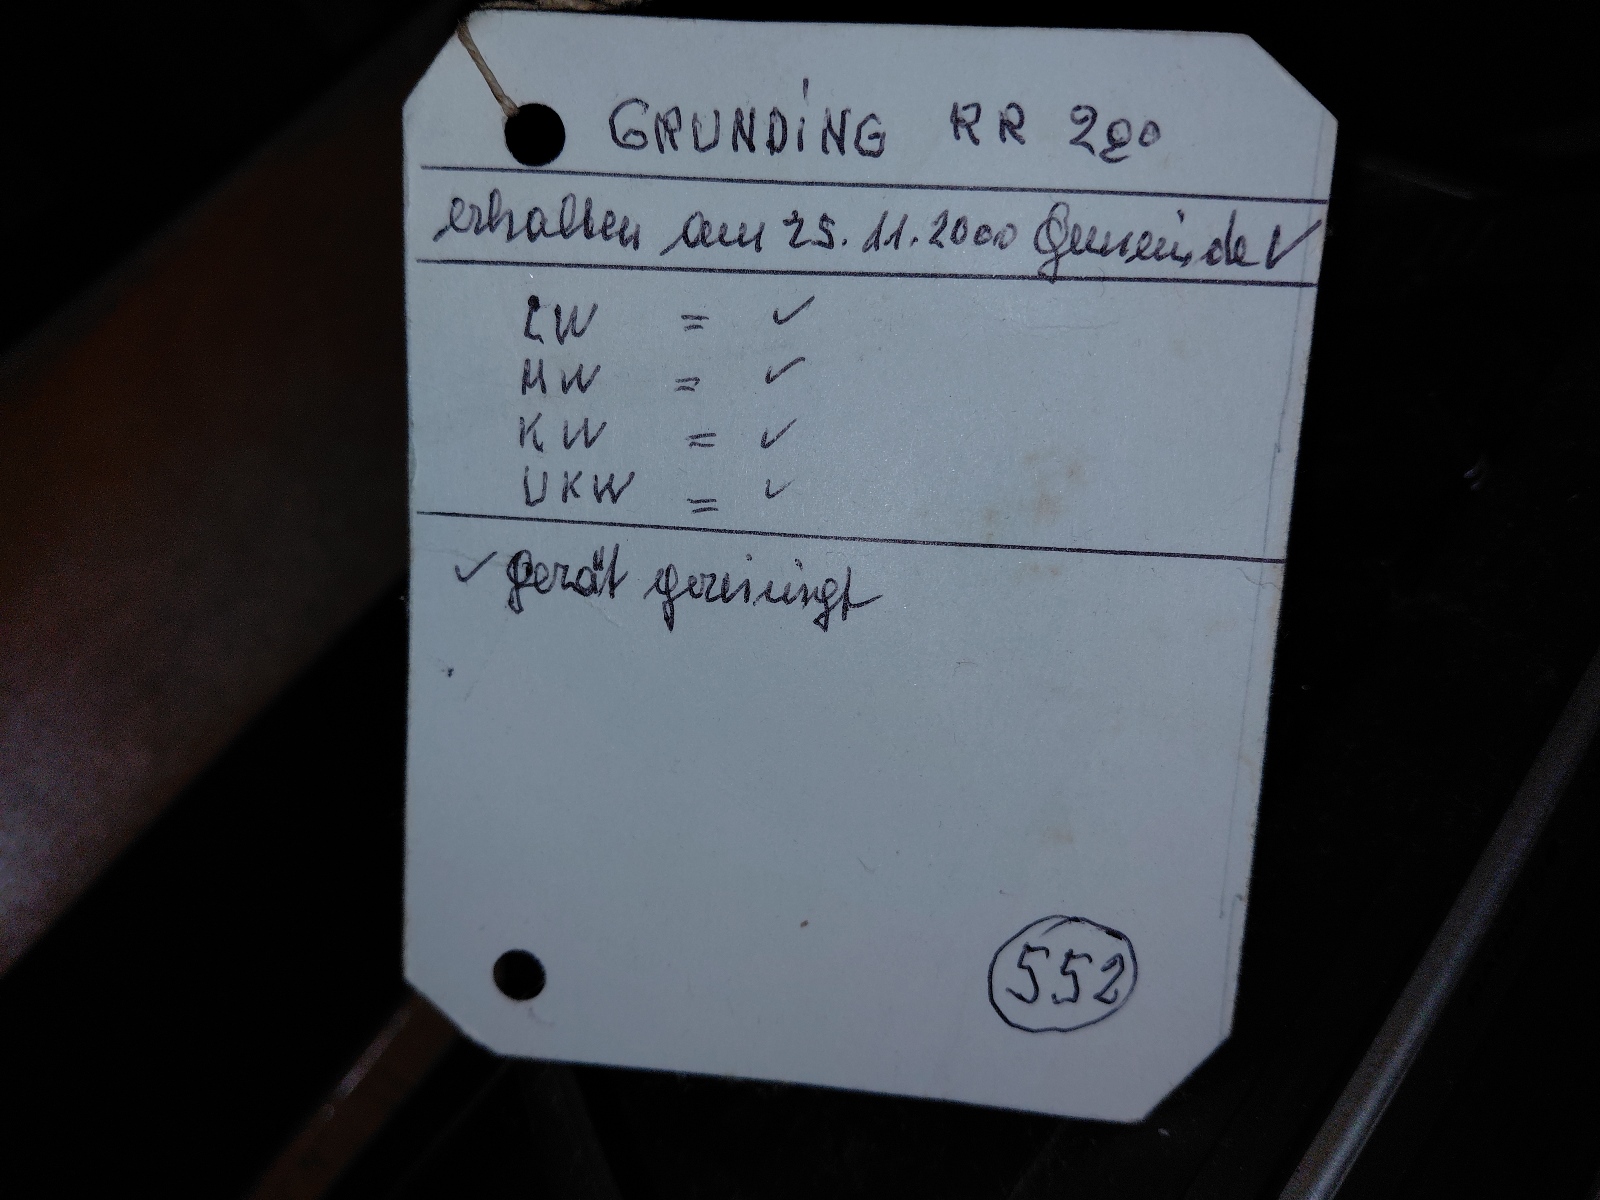 GRUNDiNG RR 220
erhalten am 25.11.2000 Gemeinde V
LW = ✓
MW = ✓
KW = ✓
UKW = ✓
✓ Gerät gereinigt
552